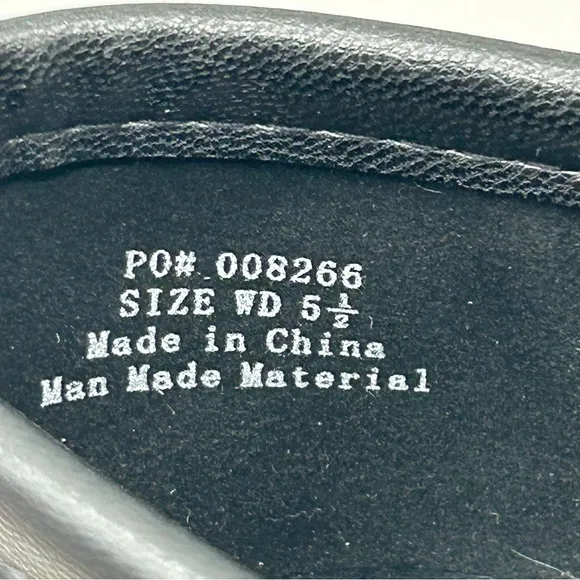 PO# 008266
SIZE WD 5½
Made in China
Man Made Material